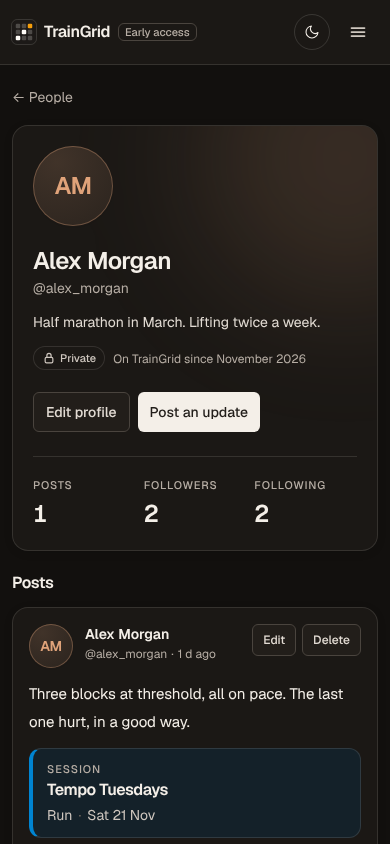 TrainGrid Early access
← People
AM
Alex Morgan
@alex_morgan
Half marathon in March. Lifting twice a week.
Private On TrainGrid since November 2026
Edit profile Post an update
POSTS FOLLOWERS FOLLOWING
1 2 2
Posts
AM
Alex Morgan
@alex_morgan · 1 d ago
Edit Delete
Three blocks at threshold, all on pace. The last
one hurt, in a good way.
SESSION
Tempo Tuesdays
Run · Sat 21 Nov